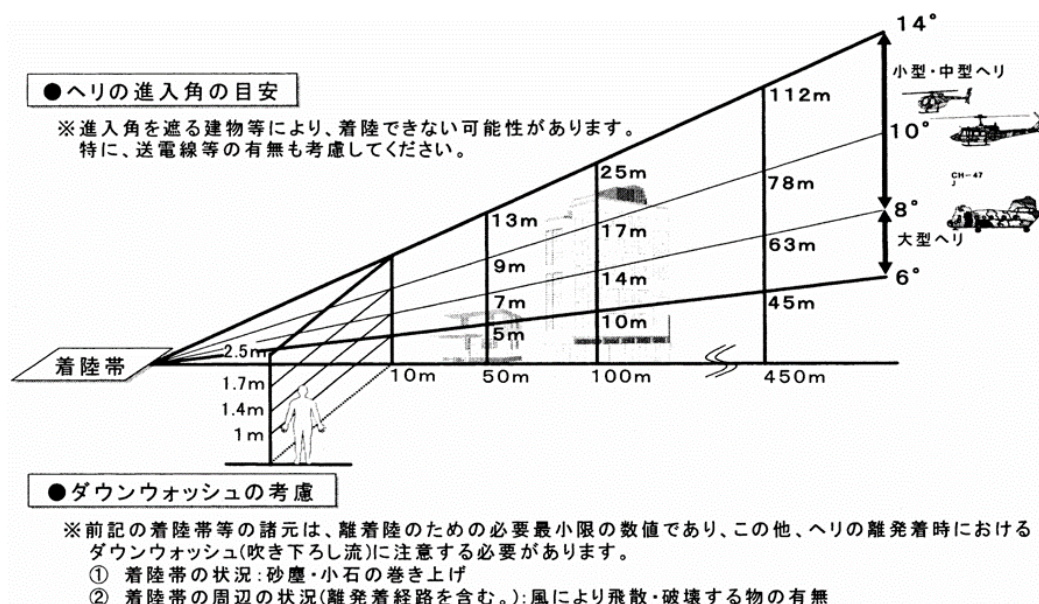 ●ヘリの進入角の目安
※進入角を遮る建物等により、着陸できない可能性があります。
特に、送電線等の有無も考慮してください。
14°
小型・中型ヘリ
10°
CH-47
J
8°
大型ヘリ
6°
112m
78m
63m
45m
25m
17m
14m
10m
13m
9m
7m
5m
2.5m
1.7m
1.4m
1m
着陸帯
10m
50m
100m
450m
●ダウンウォッシュの考慮
※前記の着陸帯等の諸元は、離着陸のための必要最小限の数値であり、この他、ヘリの離発着時における
ダウンウォッシュ(吹き下ろし流)に注意する必要があります。
① 着陸帯の状況:砂塵・小石の巻き上げ
② 着陸帯の周辺の状況(離発着経路を含む。):風により飛散・破壊する物の有無